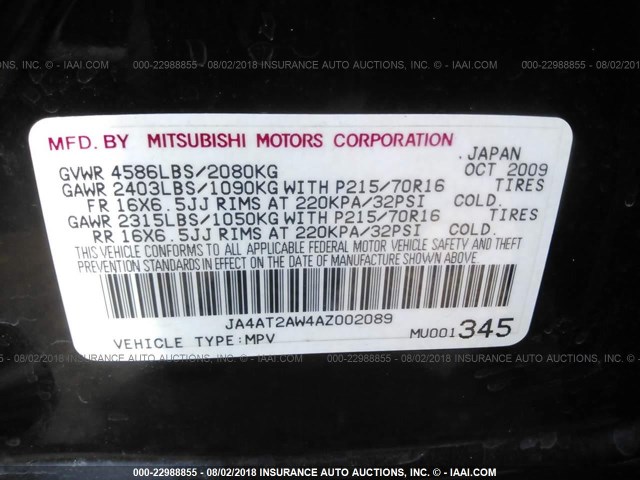 © - IAAI.COM 000-22988855 - 08/02/2018 INSURANCE AUTO AUCTIONS, INC. © - IAAI.COM 000-22988855
MFD. BY MITSUBISHI MOTORS CORPORATION
, JAPAN
GVWR 4586LBS/2080KG OCT 2009
GAWR 2403LBS/1090KG WITH P215/70R16 TIRES
FR 16X6.5JJ RIMS AT 220KPA/32PSI COLD.
GAWR 2315LBS/1050KG WITH P215/70R16 TIRES
RR 16X6.5JJ RIMS AT 220KPA/32PSI COLD.
THIS VEHICLE CONFORMS TO ALL APPLICABLE FEDERAL MOTOR VEHICLE SAFETY AND THEFT
PREVENTION STANDARDS IN EFFECT ON THE DATE OF MANUFACTURE SHOWN ABOVE.
JA4AT2AW4AZ002089
VEHICLE TYPE:MPV MU001345
000-22988855 - 08/02/2018 INSURANCE AUTO AUCTIONS, INC. © - IAAI.COM